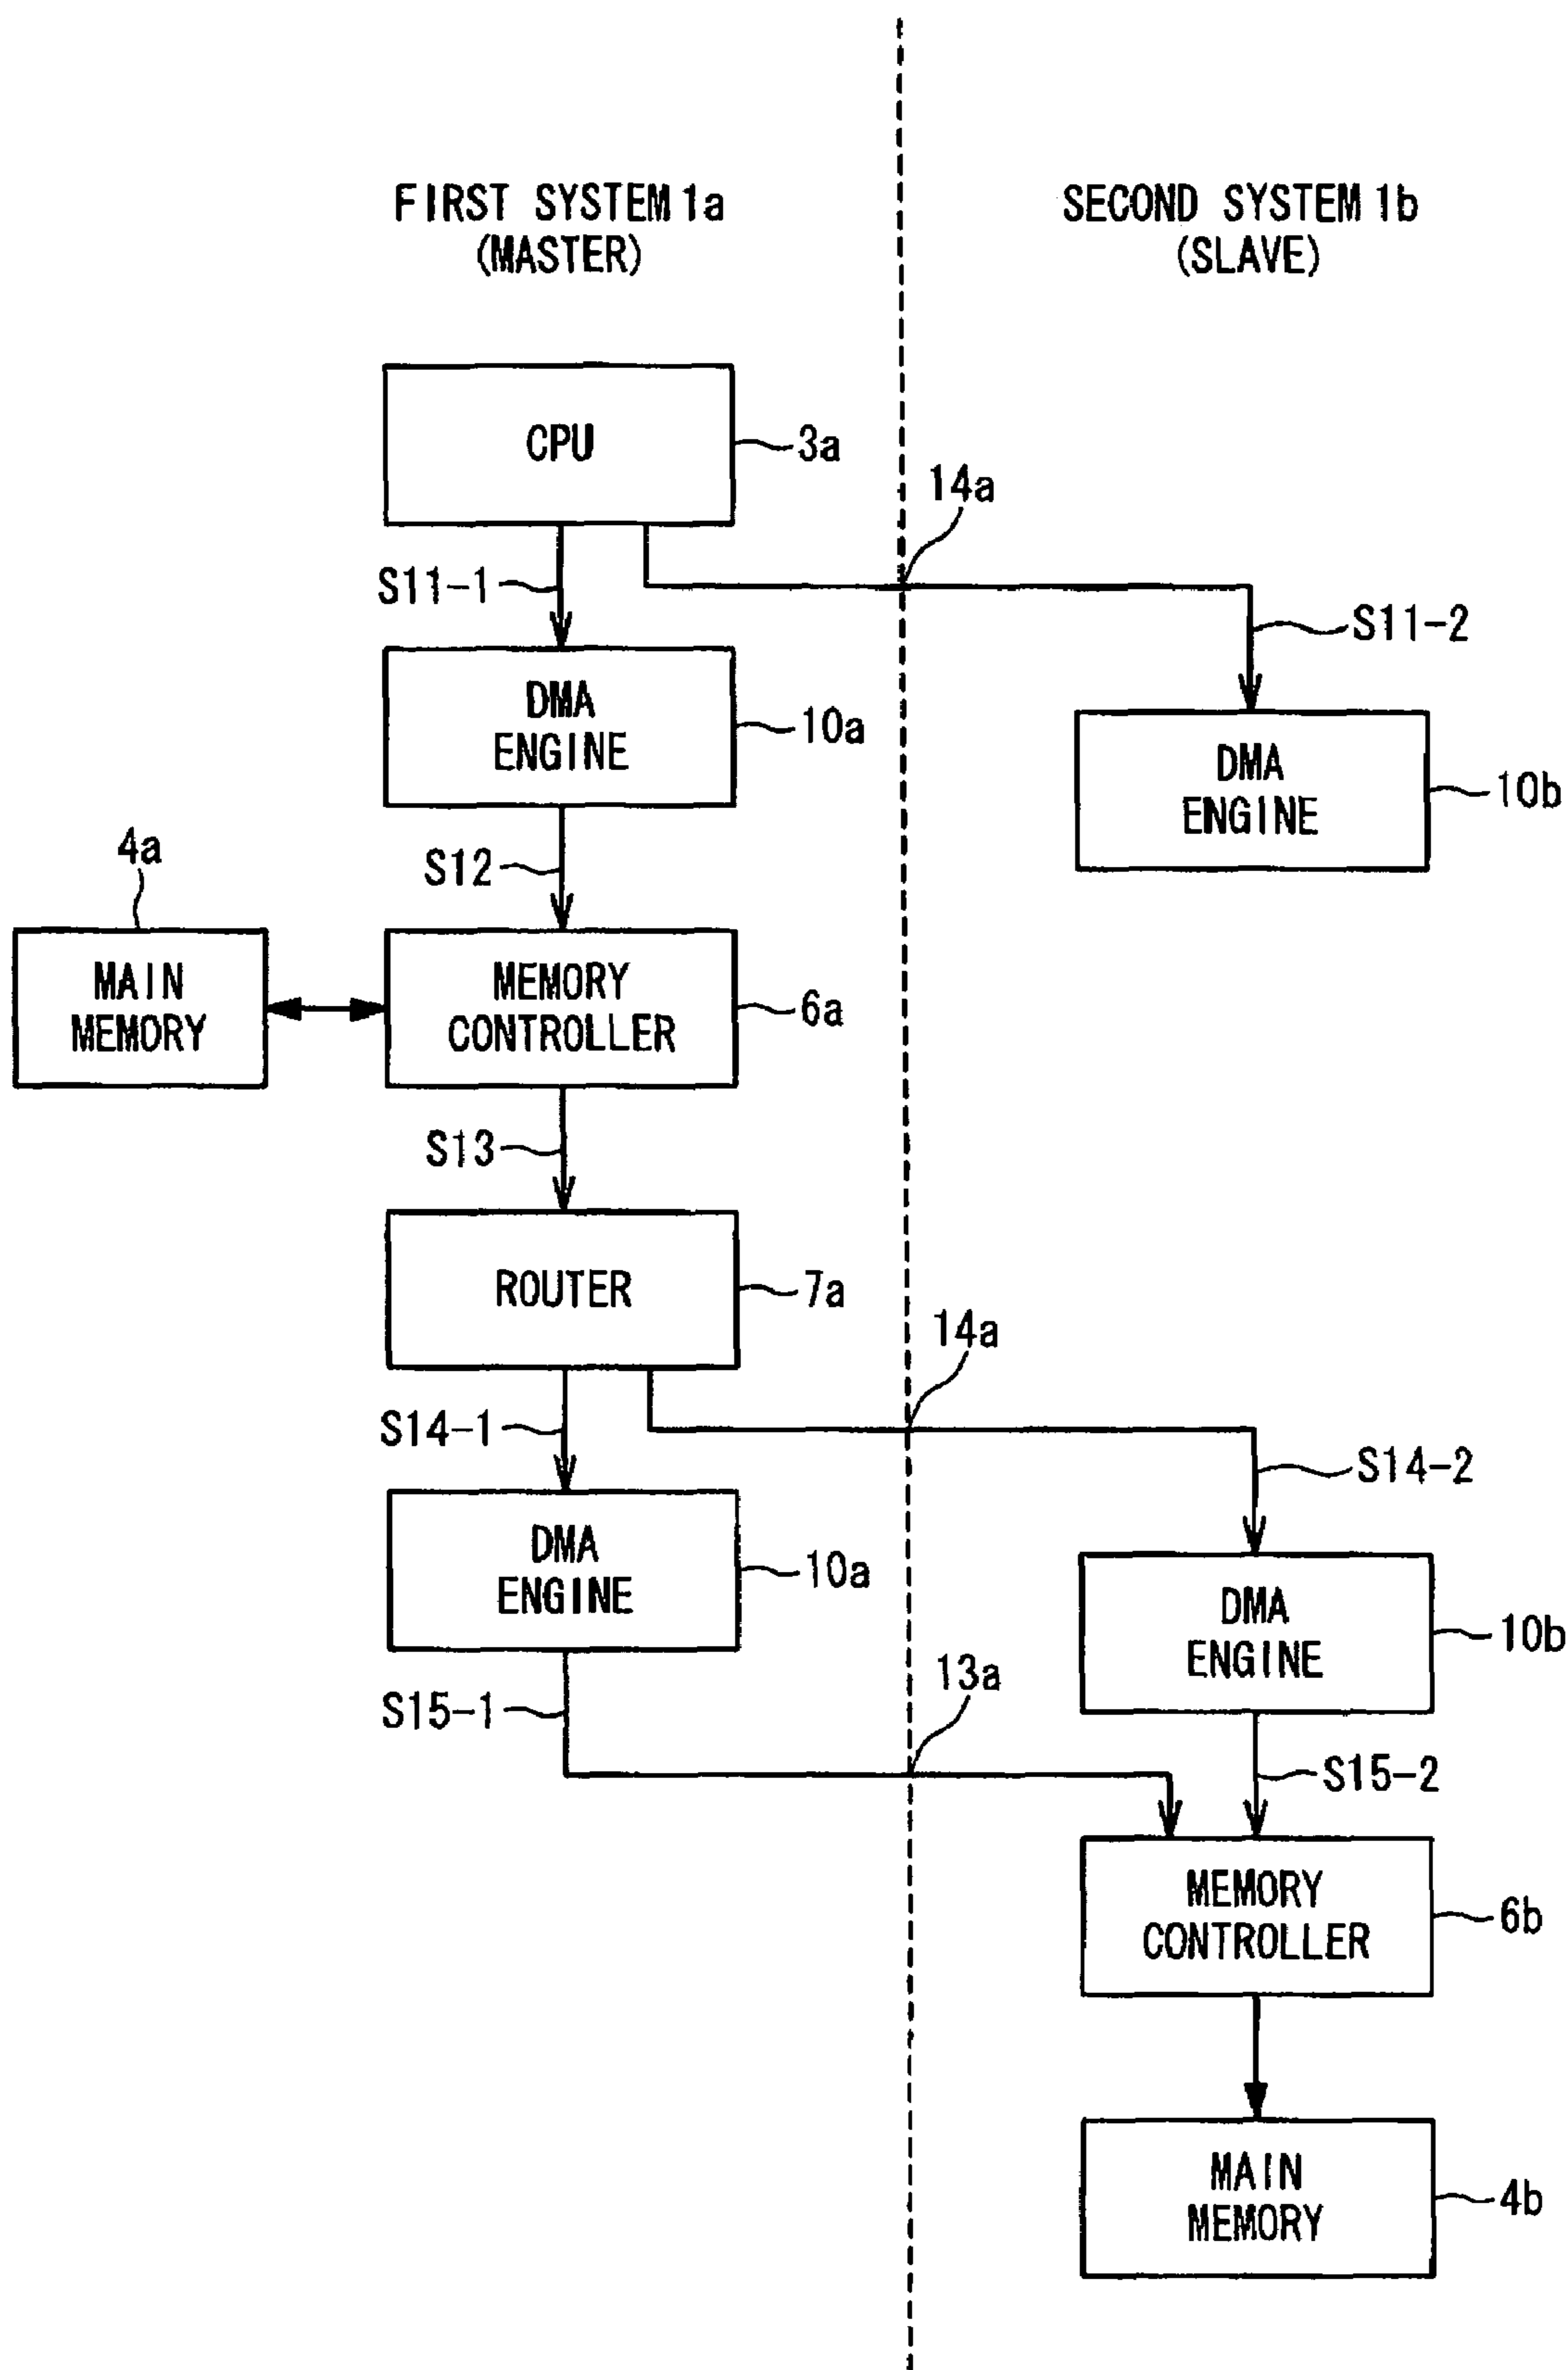 FIRST SYSTEM 1a
(MASTER)
SECOND SYSTEM 1b
(SLAVE)
CPU
3a
14a
S11-1
S11-2
DMA
ENGINE
10a
DMA
ENGINE
10b
4a
S12
MAIN
MEMORY
MEMORY
CONTROLLER
6a
S13
ROUTER
7a
14a
S14-1
S14-2
DMA
ENGINE
10a
DMA
ENGINE
10b
13a
S15-1
S15-2
MEMORY
CONTROLLER
6b
MAIN
MEMORY
4b